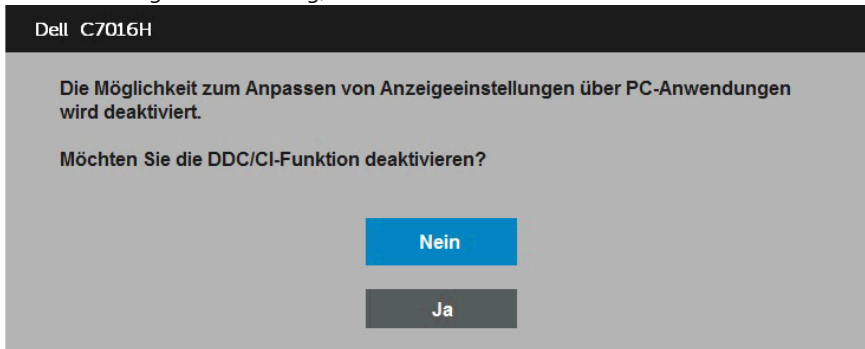 Dell C7016H
Die Möglichkeit zum Anpassen von Anzeigeeinstellungen über PC-Anwendungen
wird deaktiviert.
Möchten Sie die DDC/CI-Funktion deaktivieren?
Nein
Ja